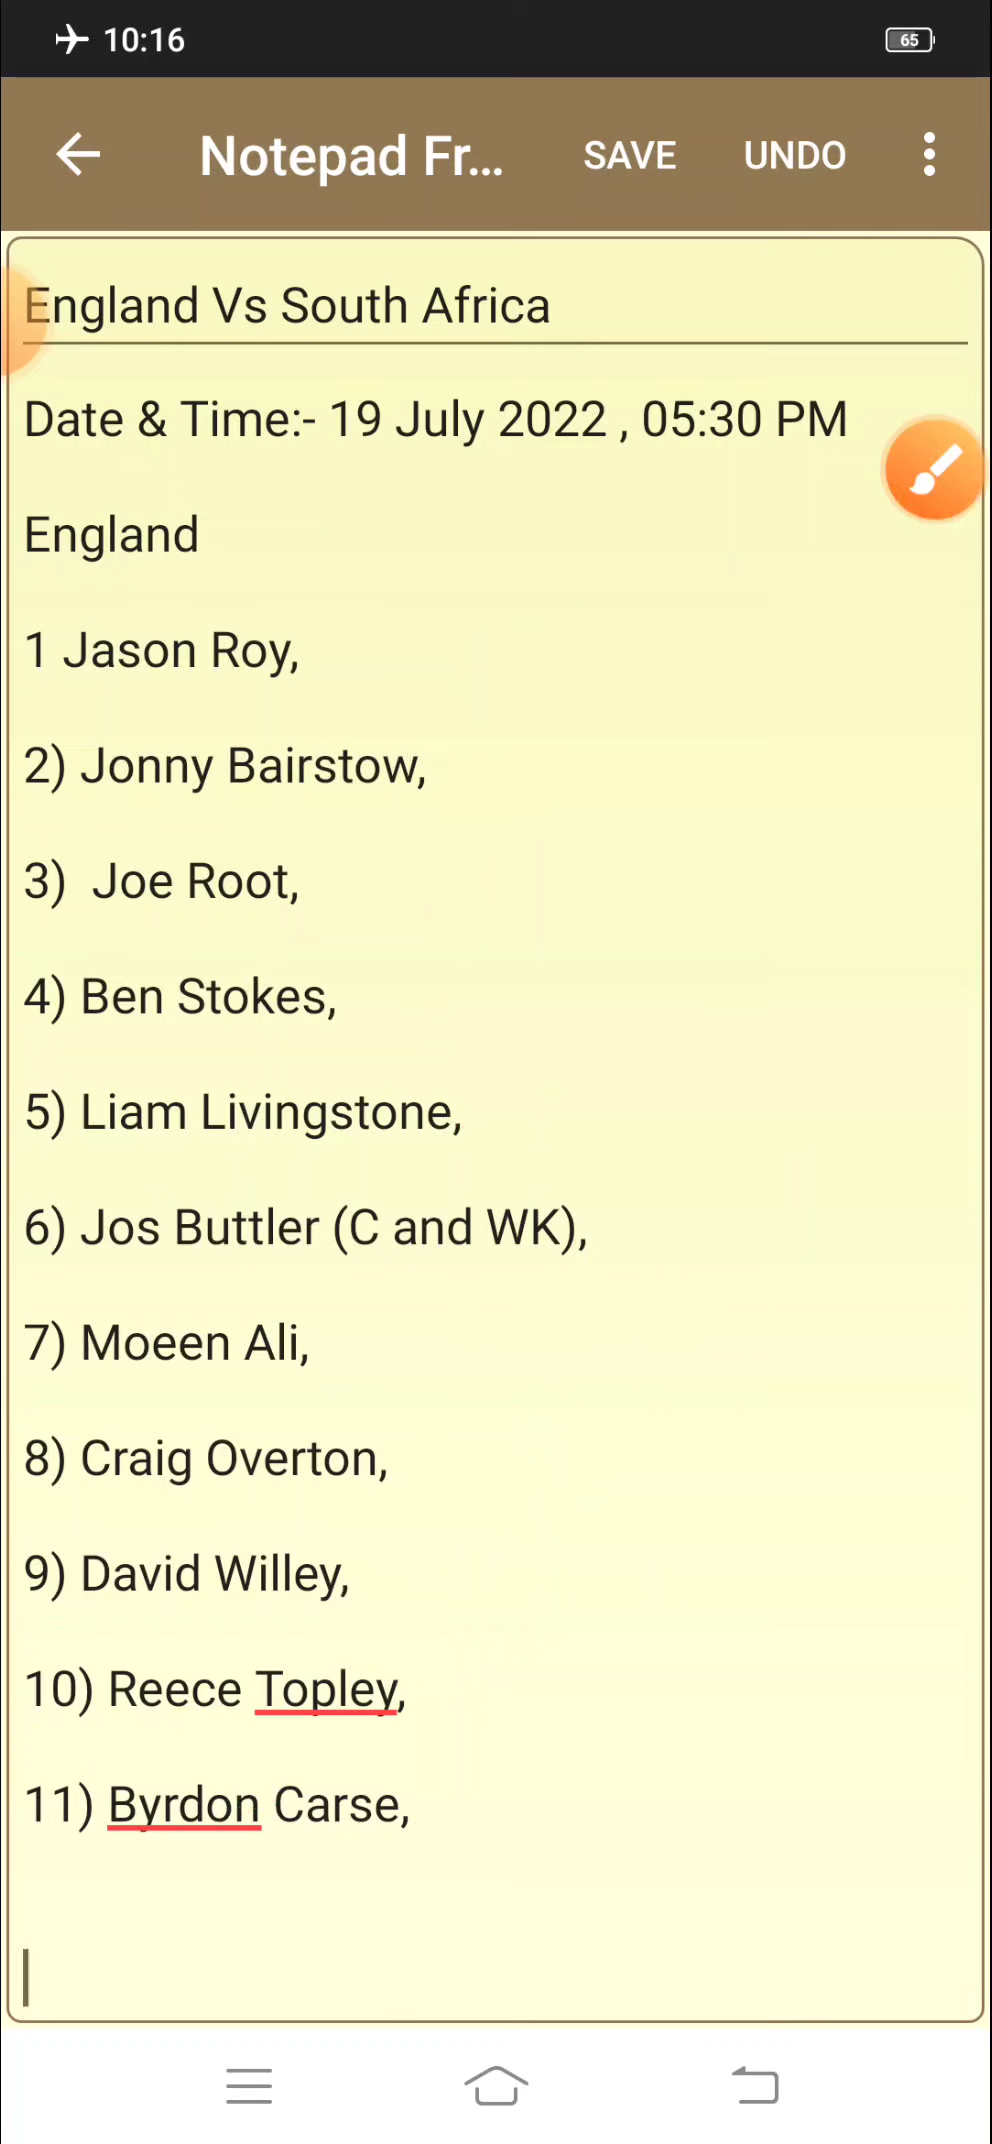 10:16
65
Notepad Fr... SAVE UNDO
England Vs South Africa
Date & Time:- 19 July 2022 , 05:30 PM
England
1 Jason Roy,
2) Jonny Bairstow,
3)  Joe Root,
4) Ben Stokes,
5) Liam Livingstone,
6) Jos Buttler (C and WK),
7) Moeen Ali,
8) Craig Overton,
9) David Willey,
10) Reece Topley,
11) Byrdon Carse,